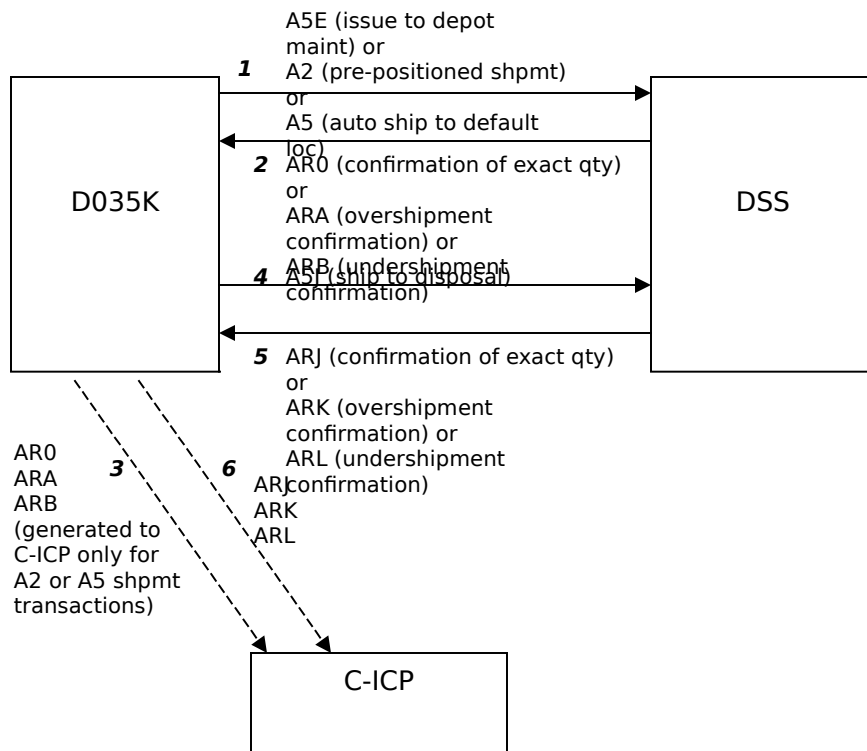 A5E (issue to depot
maint) or
1
A2 (pre-positioned shpmt)
or
A5 (auto ship to default
loc)
2
AR0 (confirmation of exact qty)
or
ARA (overshipment
confirmation) or
ARB (undershipment
confirmation)
D035K
DSS
4
A5J (ship to disposal)
5
ARJ (confirmation of exact qty)
or
ARK (overshipment
confirmation) or
ARL (undershipment
confirmation)
3
AR0
ARA
ARB
(generated to
C-ICP only for
A2 or A5 shpmt
transactions)
6
ARJ
ARK
ARL
C-ICP